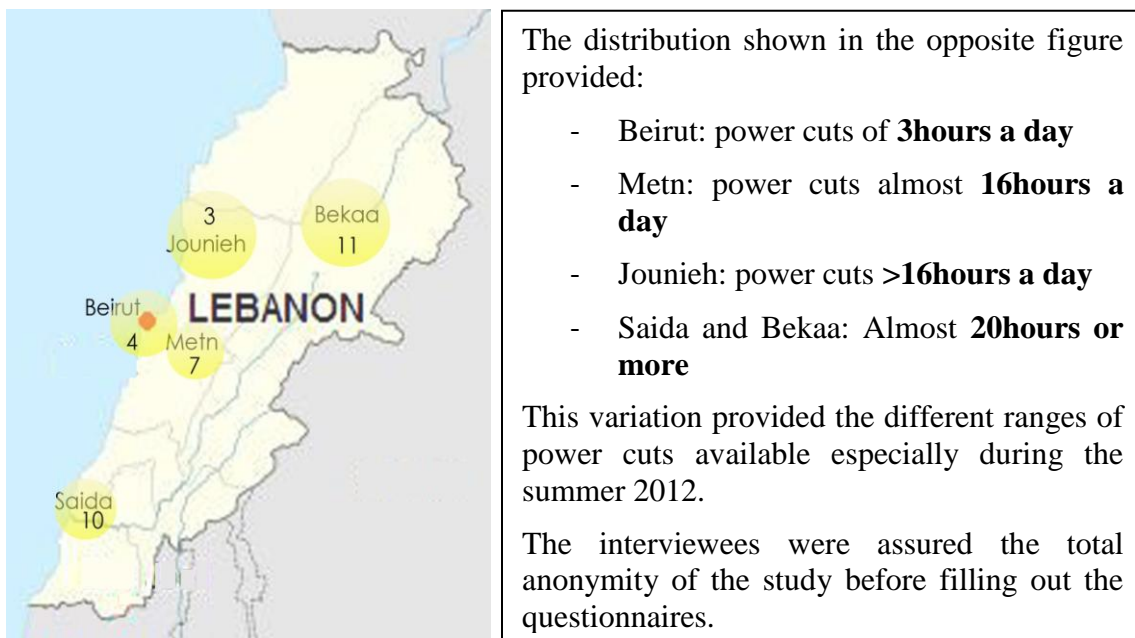 3
Jounieh
Bekaa
11
Beirut
LEBANON
4
Metn
7
Saida
10
The distribution shown in the opposite figure
provided:
- Beirut: power cuts of 3hours a day
- Metn: power cuts almost 16hours a
day
- Jounieh: power cuts >16hours a day
- Saida and Bekaa: Almost 20hours or
more
This variation provided the different ranges of
power cuts available especially during the
summer 2012.
The interviewees were assured the total
anonymity of the study before filling out the
questionnaires.